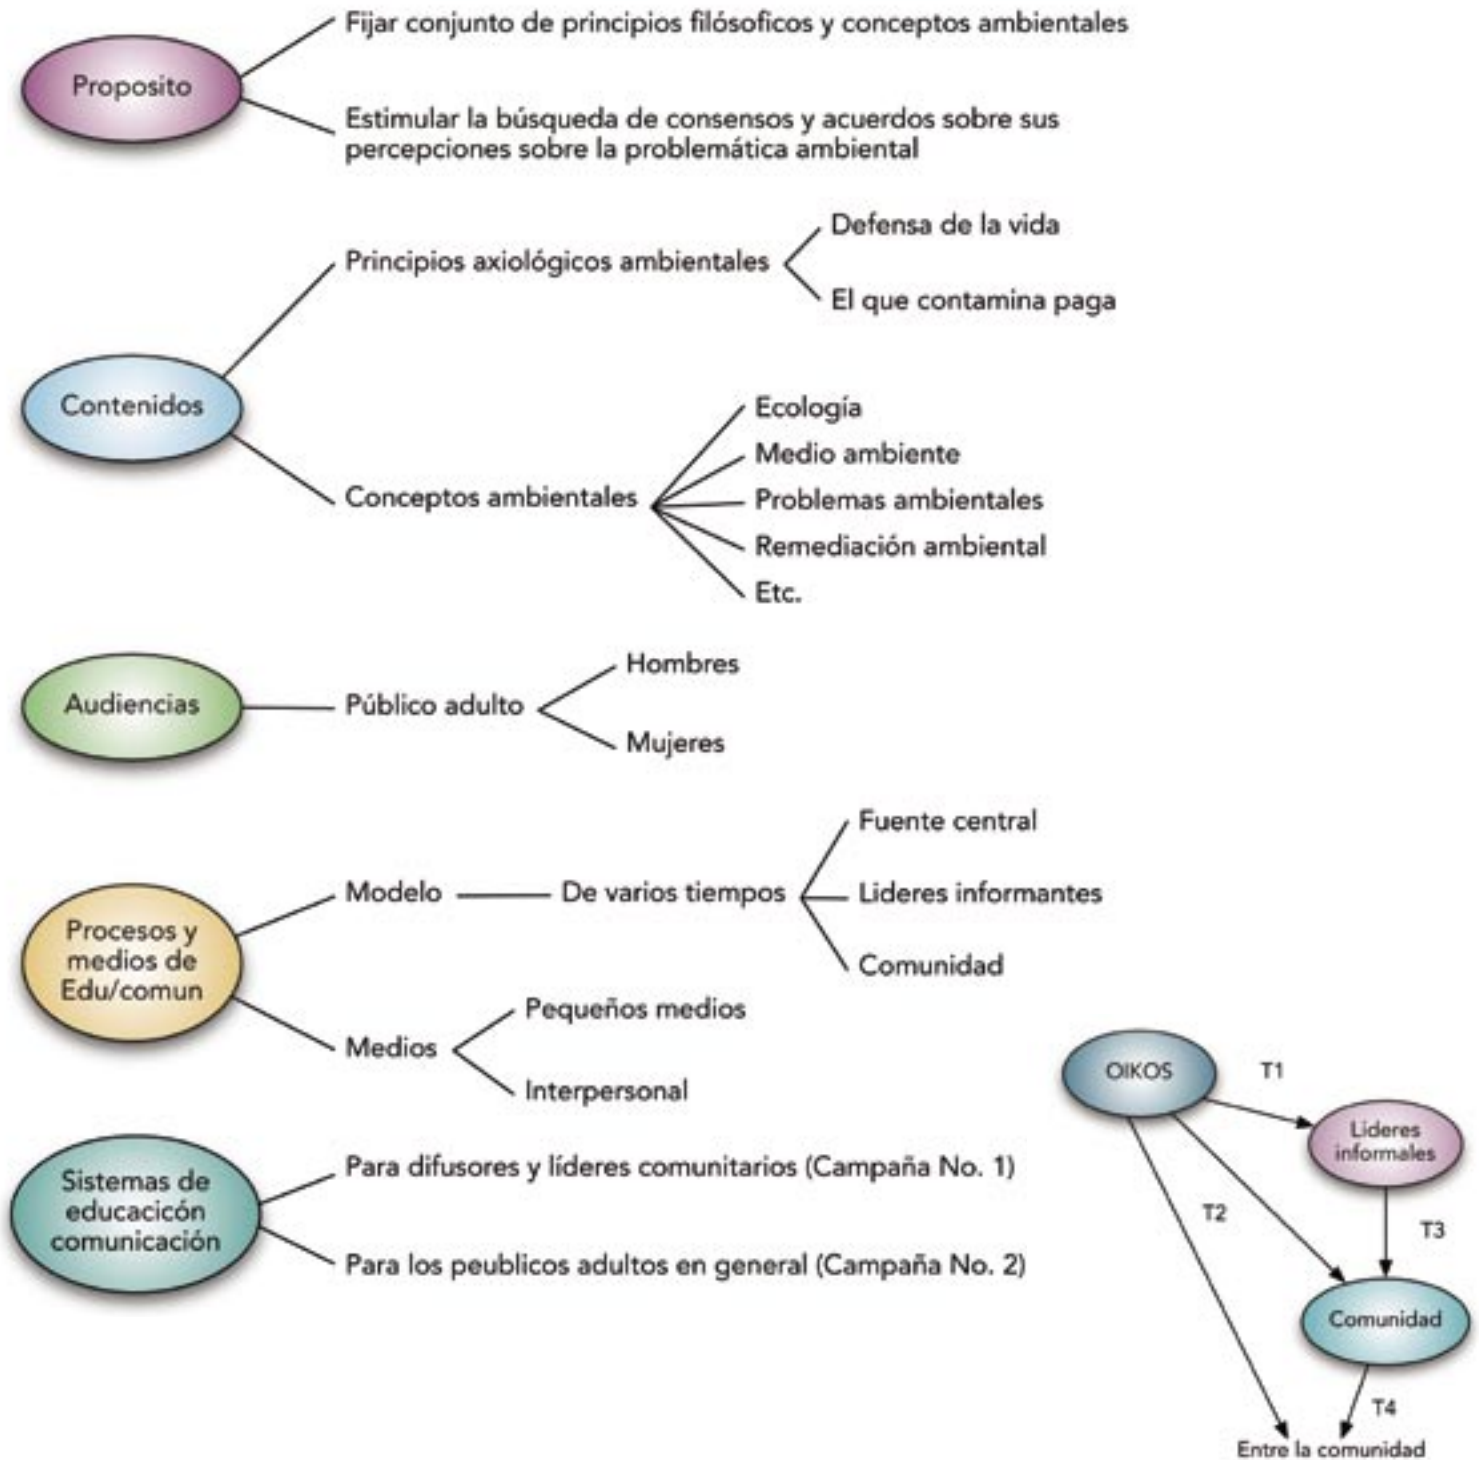 Proposito
Fijar conjunto de principios filósoficos y conceptos ambientales
Estimular la búsqueda de consensos y acuerdos sobre sus
percepciones sobre la problemática ambiental
Contenidos
Principios axiológicos ambientales
Defensa de la vida
El que contamina paga
Conceptos ambientales
Ecología
Medio ambiente
Problemas ambientales
Remediación ambiental
Etc.
Audiencias
Público adulto
Hombres
Mujeres
Procesos y
medios de
Edu/comun
Modelo
De varios tiempos
Fuente central
Lideres informantes
Comunidad
Medios
Pequeños medios
Interpersonal
Sistemas de
educacicón
comunicación
Para difusores y líderes comunitarios (Campaña No. 1)
Para los peublicos adultos en general (Campaña No. 2)
OIKOS
T1
Lideres
informales
T2
T3
Comunidad
T4
Entre la comunidad